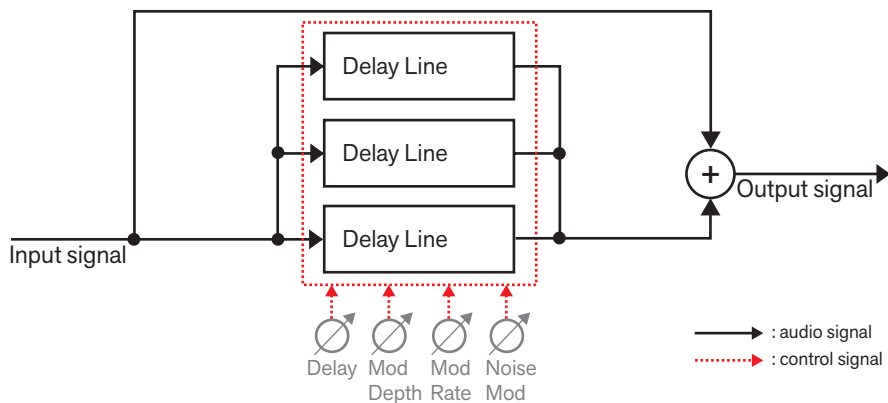 Delay Line
Delay Line
+
Output signal
Delay Line
Input signal
: audio signal
: control signal
Delay
Mod
Depth
Mod
Rate
Noise
Mod